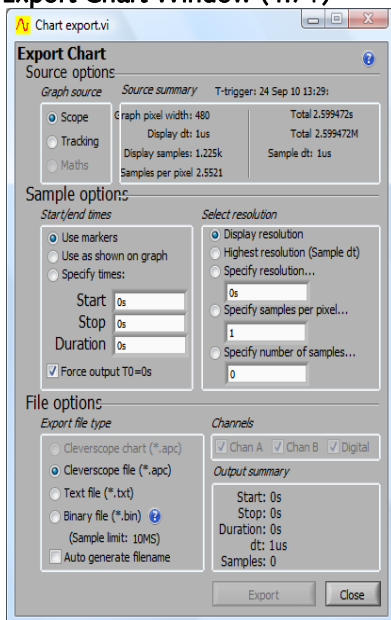 Export Chart Window (4.7.1)
Chart export.vi
Export Chart
Source options
Graph source
Source summary T-trigger: 24 Sep 10 13:29:
Scope
Tracking
Maths
Graph pixel width: 480
Display dt: 1us
Display samples: 1.225k
Samples per pixel 2.5521
Total 2.599472s
Total 2.599472M
Sample dt: 1us
Sample options
Start/end times
Use markers
Use as shown on graph
Specify times:
Start 0s
Stop 0s
Duration 0s
Force output T0=0s
Select resolution
Display resolution
Highest resolution (Sample dt)
Specify resolution...
0s
Specify samples per pixel...
1
Specify number of samples...
0
File options
Export file type
Cleverscope chart (*.apc)
Cleverscope file (*.apc)
Text file (*.txt)
Binary file (*.bin)
(Sample limit: 10MS)
Auto generate filename
Channels
Chan A Chan B Digital
Output summary
Start: 0s
Stop: 0s
Duration: 0s
dt: 1us
Samples: 0
Export Close